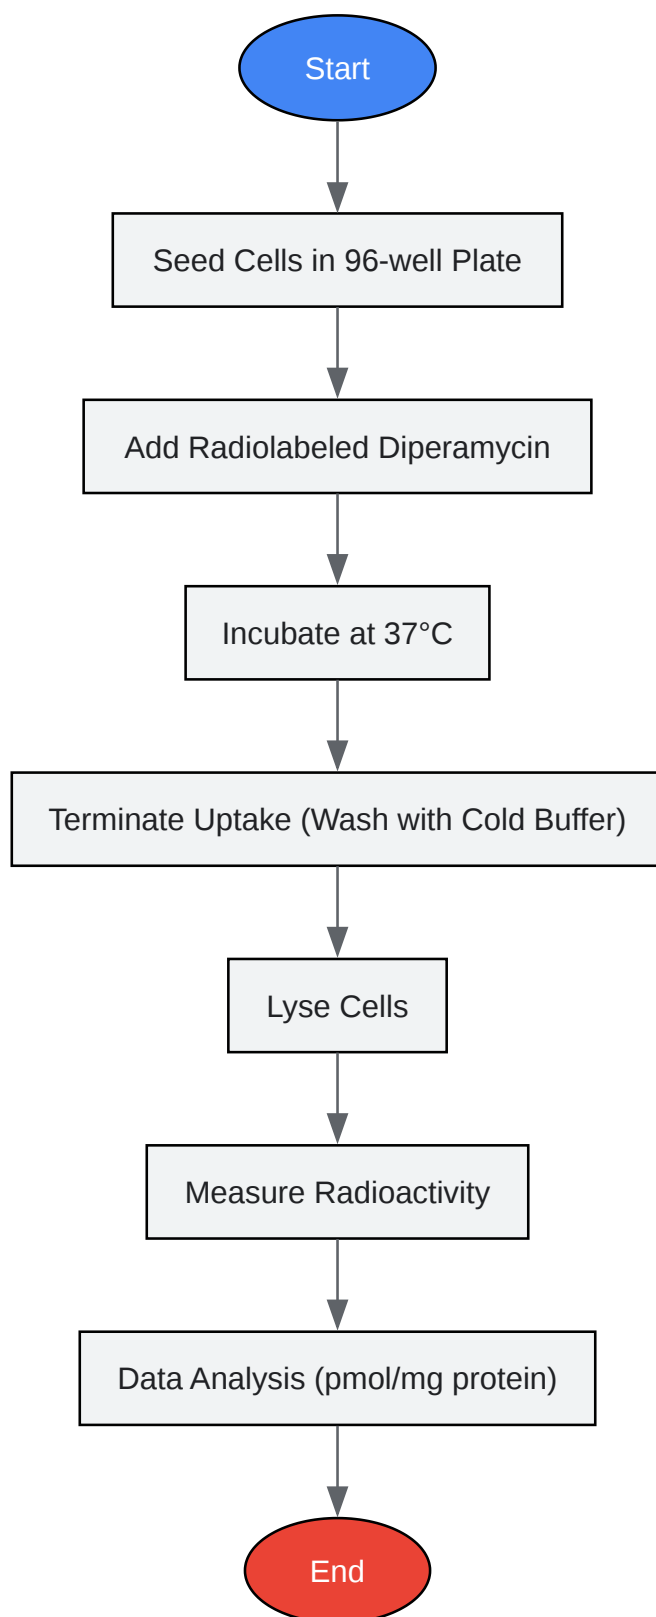 Start
Seed Cells in 96-well Plate
Add Radiolabeled Diperamycin
Incubate at 37°C
Terminate Uptake (Wash with Cold Buffer)
Lyse Cells
Measure Radioactivity
Data Analysis (pmol/mg protein)
End